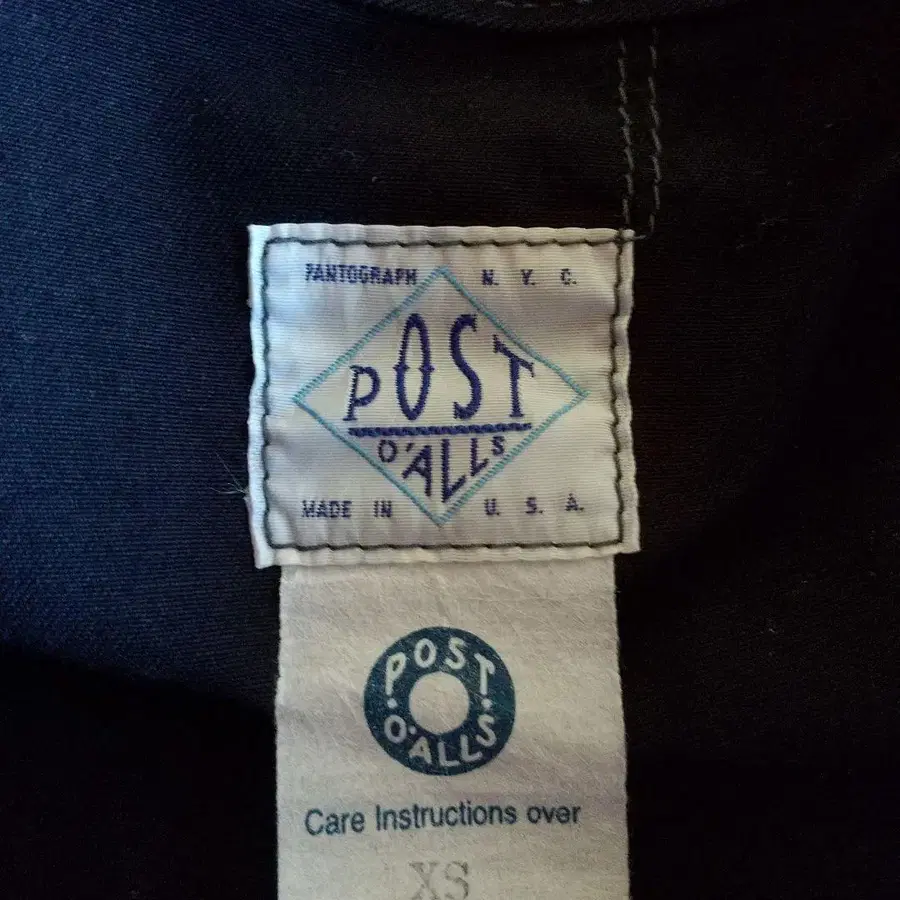 PANTOGRAPH N. Y. C.
POST
O'ALLS
MADE IN U. S. A.
POST
O'ALLS
Care Instructions over
XS